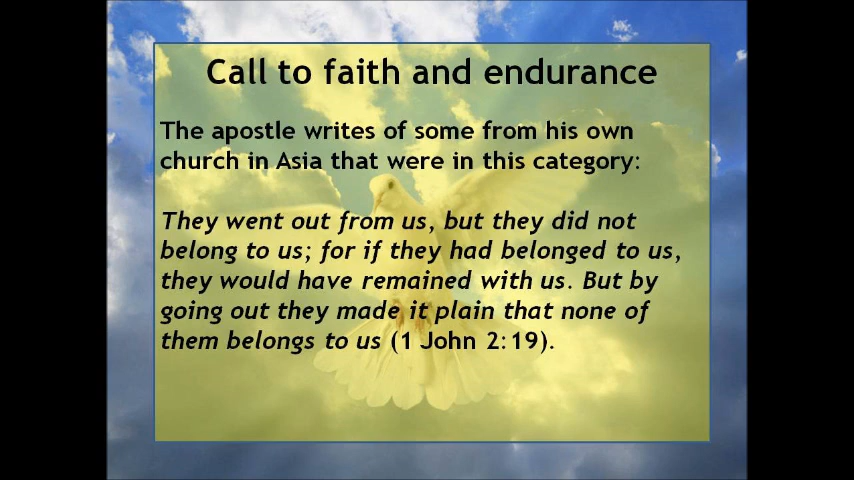 Call to faith and endurance
The apostle writes of some from his own
church in Asia that were in this category:
They went out from us, but they did not
belong to us; for if they had belonged to us,
they would have remained with us. But by
going out they made it plain that none of
them belongs to us (1 John 2:19).